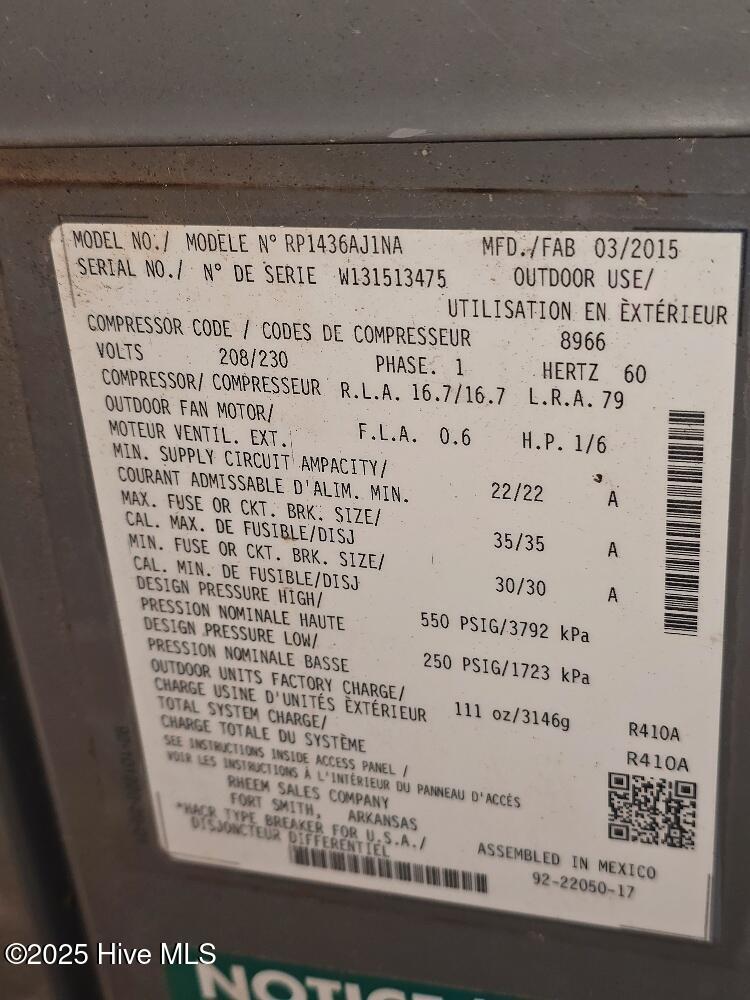 MODEL NO./ MODELE N° RP1436AJ1NA MFD./FAB 03/2015
SERIAL NO./ N° DE SERIE W131513475 OUTDOOR USE/
UTILISATION EN ÈXTÉRIEUR
COMPRESSOR CODE / CODES DE COMPRESSEUR 8966
VOLTS 208/230 PHASE. 1 HERTZ 60
COMPRESSOR/ COMPRESSEUR R.L.A. 16.7/16.7 L.R.A. 79
OUTDOOR FAN MOTOR/
MOTEUR VENTIL. EXT. F.L.A. 0.6 H.P. 1/6
MIN. SUPPLY CIRCUIT AMPACITY/
COURANT ADMISSABLE D'ALIM. MIN. 22/22 A
MAX. FUSE OR CKT. BRK. SIZE/
CAL. MAX. DE FUSIBLE/DISJ 35/35 A
MIN. FUSE OR CKT. BRK. SIZE/
CAL. MIN. DE FUSIBLE/DISJ 30/30 A
DESIGN PRESSURE HIGH/
PRESSION NOMINALE HAUTE 550 PSIG/3792 kPa
DESIGN PRESSURE LOW/
PRESSION NOMINALE BASSE 250 PSIG/1723 kPa
OUTDOOR UNITS FACTORY CHARGE/
CHARGE USINE D'UNITÉS ÈXTÉRIEUR 111 oz/3146g R410A
TOTAL SYSTEM CHARGE/
CHARGE TOTALE DU SYSTÈME R410A
SEE INSTRUCTIONS INSIDE ACCESS PANEL /
VOIR LES INSTRUCTIONS À L'INTÉRIEUR DU PANNEAU D'ACCÉS
RHEEM SALES COMPANY
FORT SMITH, ARKANSAS
*HACR TYPE BREAKER FOR U.S.A./
DISJONCTEUR DIFFERENTIEL
ASSEMBLED IN MEXICO
92-22050-17
©2025 Hive MLS
NOTICE